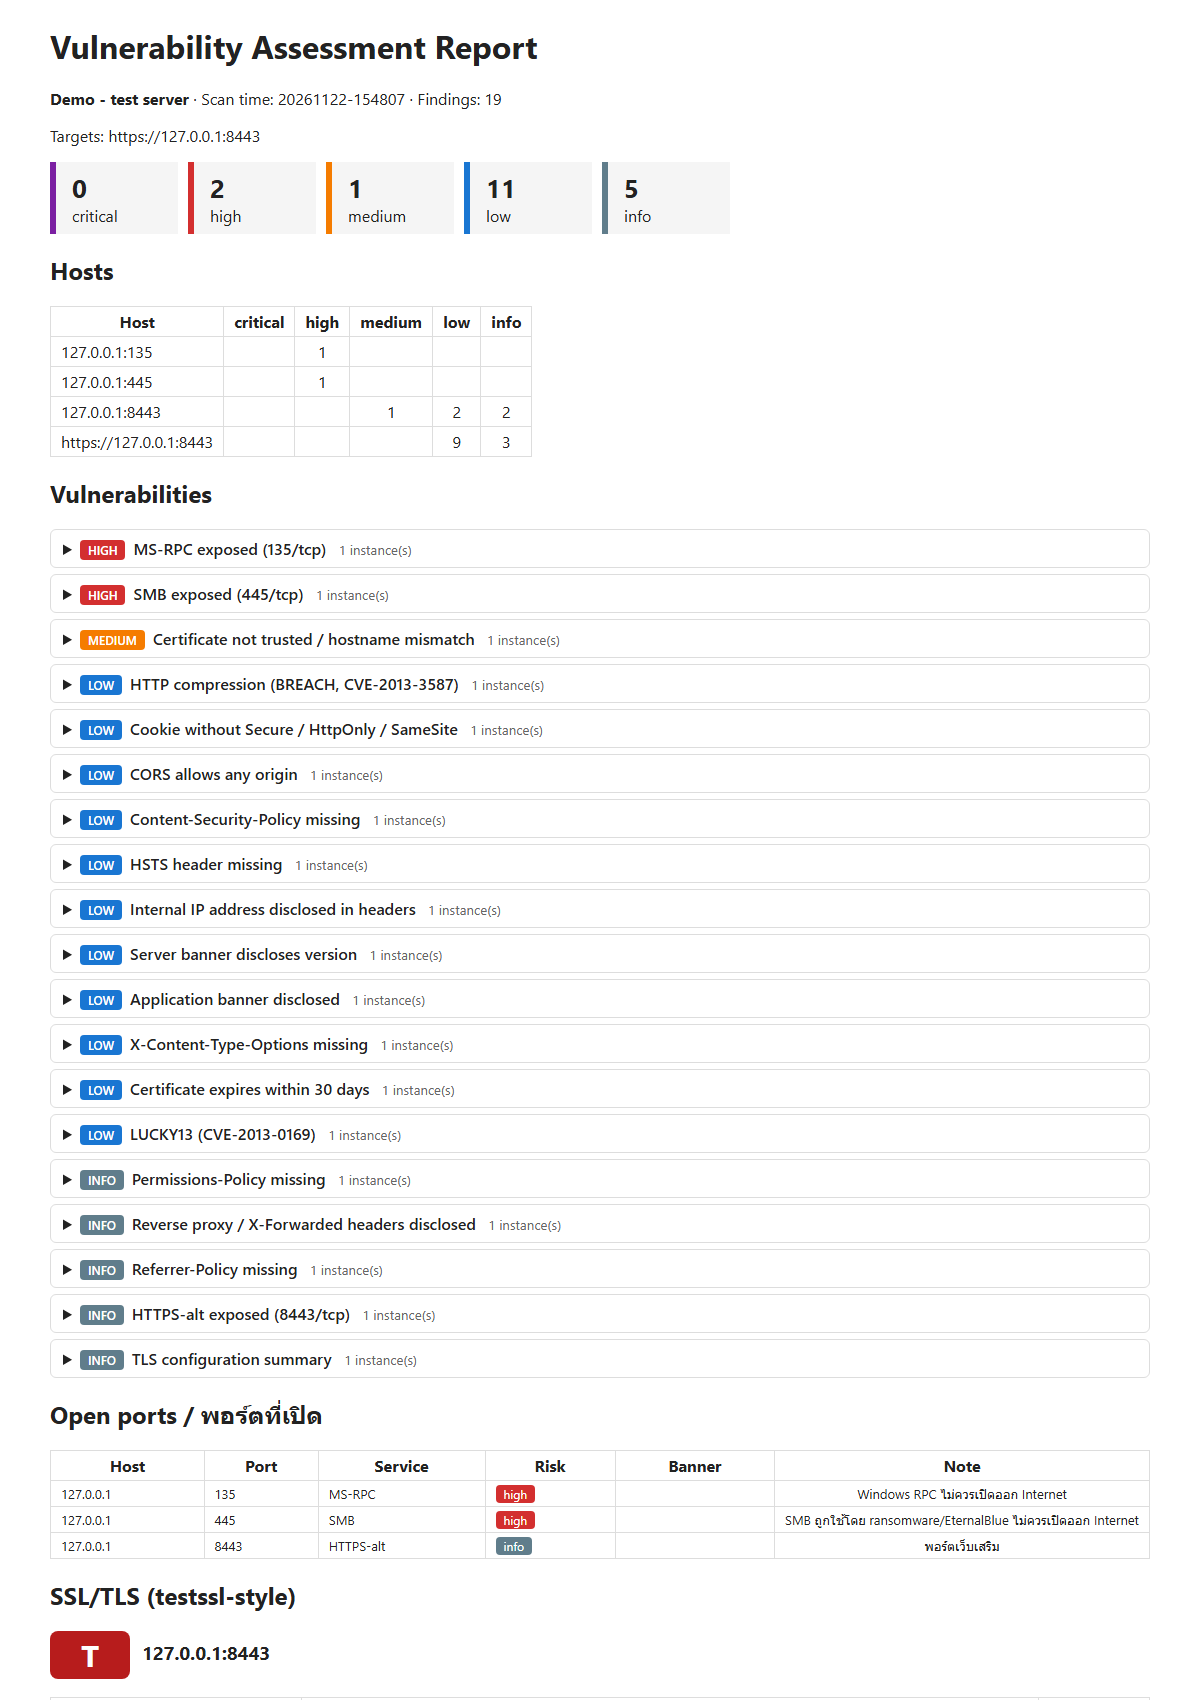 Vulnerability Assessment Report
Demo - test server · Scan time: 20261122-154807 · Findings: 19
Targets: https://127.0.0.1:8443
0 2 1 11 5
critical high medium low info
Hosts
Host critical high medium low info
127.0.0.1:135 1
127.0.0.1:445 1
127.0.0.1:8443 1 2 2
https://127.0.0.1:8443 9 3
Vulnerabilities
HIGH MS-RPC exposed (135/tcp) 1 instance(s)
HIGH SMB exposed (445/tcp) 1 instance(s)
MEDIUM Certificate not trusted / hostname mismatch 1 instance(s)
LOW HTTP compression (BREACH, CVE-2013-3587) 1 instance(s)
LOW Cookie without Secure / HttpOnly / SameSite 1 instance(s)
LOW CORS allows any origin 1 instance(s)
LOW Content-Security-Policy missing 1 instance(s)
LOW HSTS header missing 1 instance(s)
LOW Internal IP address disclosed in headers 1 instance(s)
LOW Server banner discloses version 1 instance(s)
LOW Application banner disclosed 1 instance(s)
LOW X-Content-Type-Options missing 1 instance(s)
LOW Certificate expires within 30 days 1 instance(s)
LOW LUCKY13 (CVE-2013-0169) 1 instance(s)
INFO Permissions-Policy missing 1 instance(s)
INFO Reverse proxy / X-Forwarded headers disclosed 1 instance(s)
INFO Referrer-Policy missing 1 instance(s)
INFO HTTPS-alt exposed (8443/tcp) 1 instance(s)
INFO TLS configuration summary 1 instance(s)
Open ports / พอร์ตที่เปิด
Host Port Service Risk Banner Note
127.0.0.1 135 MS-RPC high Windows RPC ไม่ควรเปิดออก Internet
127.0.0.1 445 SMB high SMB ถูกใช้โดย ransomware/EternalBlue ไม่ควรเปิดออก Internet
127.0.0.1 8443 HTTPS-alt info พอร์ตเว็บเสริม
SSL/TLS (testssl-style)
T 127.0.0.1:8443